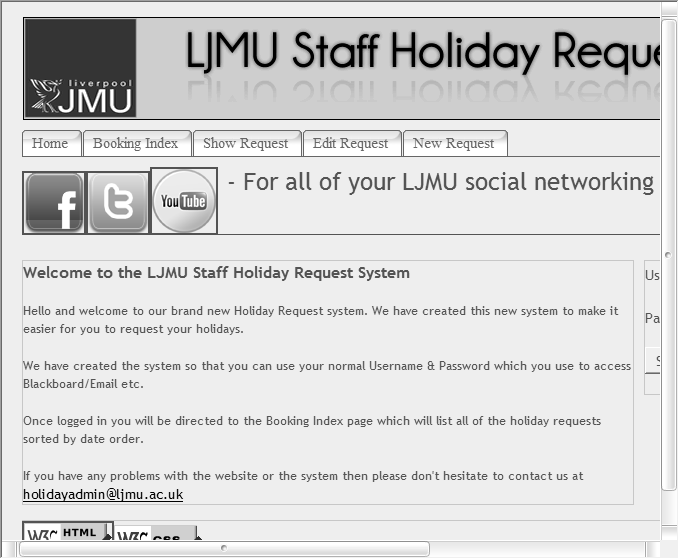 LJMU Staff Holiday Reque
liverpool
JMU
Home Booking Index Show Request Edit Request New Request
f t YouTube - For all of your LJMU social networking
Welcome to the LJMU Staff Holiday Request System
Hello and welcome to our brand new Holiday Request system. We have created this new system to make it
easier for you to request your holidays.
We have created the system so that you can use your normal Username & Password which you use to access
Blackboard/Email etc.
Once logged in you will be directed to the Booking Index page which will list all of the holiday requests
sorted by date order.
If you have any problems with the website or the system then please don't hesitate to contact us at
holidayadmin@ljmu.ac.uk
Us
Pa
W3C HTML W3C CSS